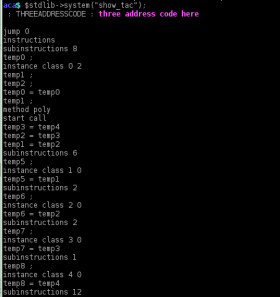 aca$ $stdlib->system("show_tac");
: THREEADDRESSCODE : three address code here
jump 0
instructions
subinstructions 8
temp0 ;
instance class 0 2
temp1 ;
temp2 ;
temp0 = temp0
temp1 ;
method poly
start call
temp3 = temp4
temp2 = temp3
temp1 = temp2
subinstructions 6
temp5 ;
instance class 1 0
temp5 = temp1
subinstructions 2
temp6 ;
instance class 2 0
temp6 = temp2
subinstructions 2
temp7 ;
instance class 3 0
temp7 = temp3
subinstructions 1
temp8 ;
instance class 4 0
temp8 = temp4
subinstructions 12